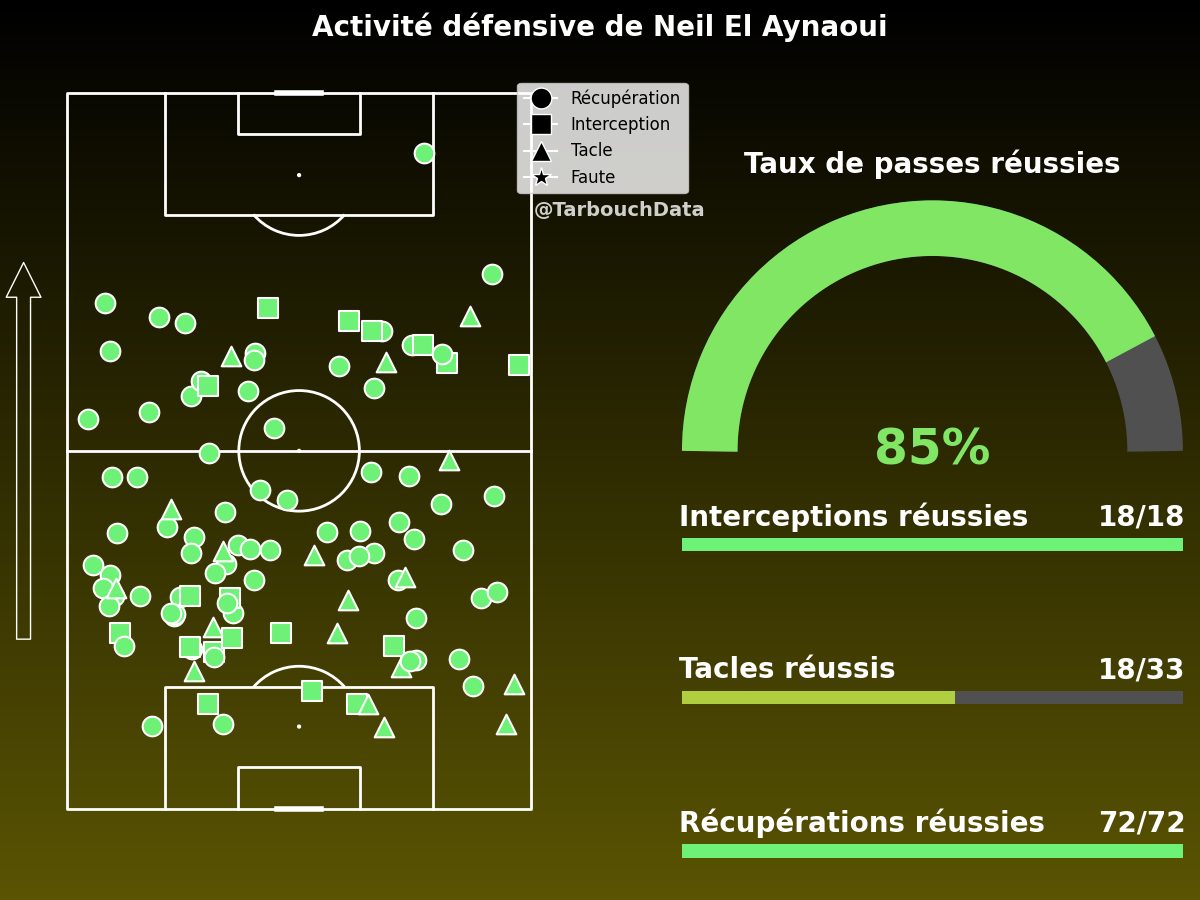 Activité défensive de Neil El Aynaoui
Récupération
Interception
Tacle
Faute
@TarbouchData
Taux de passes réussies
85%
Interceptions réussies 18/18
Tacles réussis 18/33
Récupérations réussies 72/72